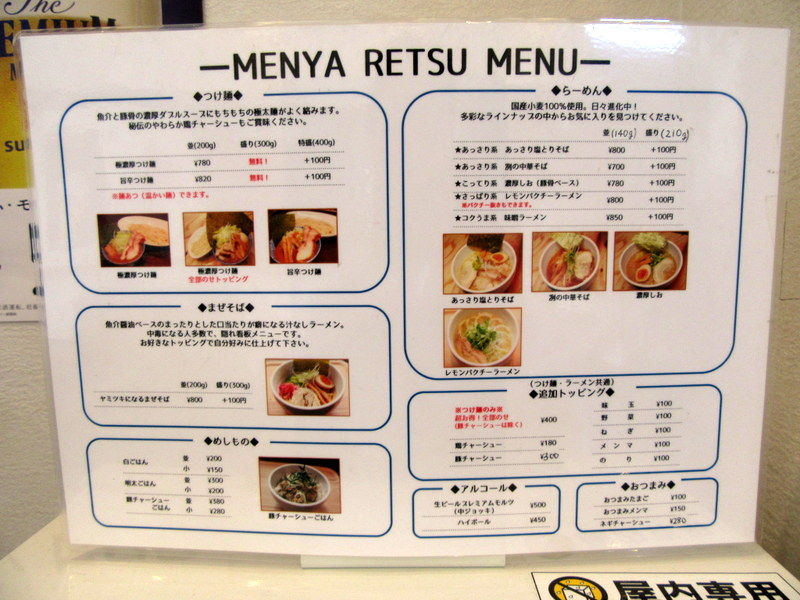 The
PREMIUM
—MENYA RETSU MENU—
◆つけ麺◆
魚介と豚骨の濃厚ダブルスープにもちもちの極太麺がよく絡みます。
秘伝のやわらか鶏チャーシューもご賞味ください。
並(200g) 盛り(300g) 特盛(400g)
極濃厚つけ麺 ¥780 無料! +100円
旨辛つけ麺 ¥820 無料! +100円
※麺あつ(温かい麺)できます。
極濃厚つけ麺
極濃厚つけ麺
全部のせトッピング
旨辛つけ麺
◆まぜそば◆
魚介醤油ベースのまったりとした口当たりが癖になる汁なしラーメン。
中毒になる人多数で、隠れ看板メニューです。
お好きなトッピングで自分好みに仕上げて下さい。
並(200g) 盛り(300g)
ヤミツキになるまぜそば ¥800 +100円
◆めしもの◆
白ごはん 並 ¥200
小 ¥150
明太ごはん 並 ¥300
小 ¥200
豚チャーシューごはん 並 ¥380
小 ¥280
豚チャーシューごはん
◆らーめん◆
国産小麦100%使用。日々進化中!
多彩なラインナップの中からお気に入りを見つけてください。
並(140g) 盛り(210g)
★あっさり系 あっさり塩とりそば ¥800 +100円
★あっさり系 冽の中華そば ¥700 +100円
★こってり系 濃厚しお(豚骨ベース) ¥780 +100円
★さっぱり系 レモンパクチーラーメン ¥800 +100円
※パクチー抜きもできます。
★コクうま系 味噌ラーメン ¥850 +100円
あっさり塩とりそば
冽の中華そば
濃厚しお
レモンパクチーラーメン
(つけ麺・ラーメン共通)
◆追加トッピング◆
※つけ麺のみ※
超お得!全部のせ
(豚チャーシューは除く)
¥400
鶏チャーシュー ¥180
豚チャーシュー ¥300
味玉 ¥100
野菜 ¥100
ねぎ ¥100
メンマ ¥100
のり ¥100
◆アルコール◆
生ビールプレミアムモルツ
(中ジョッキ)
¥500
ハイボール ¥450
◆おつまみ◆
おつまみたまご ¥100
おつまみメンマ ¥150
ネギチャーシュー ¥280
屋内専用